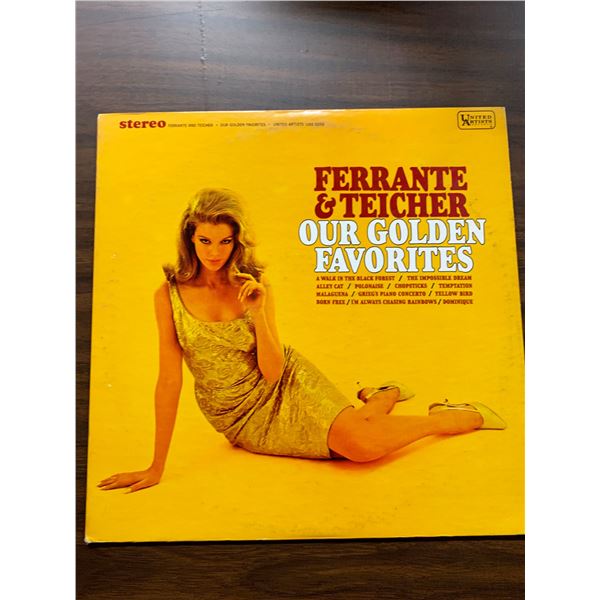 stereo FERRANTE AND TEICHER • OUR GOLDEN FAVORITES • UNITED ARTISTS UAS
UNITED ARTISTS
FERRANTE
& TEICHER
OUR GOLDEN
FAVORITES
A WALK IN THE BLACK FOREST / THE IMPOSSIBLE DREAM
ALLEY CAT / POLONAISE / CHOPSTICKS / TEMPTATION
MALAGUENA / GRIEG'S PIANO CONCERTO / YELLOW BIRD
BORN FREE / I'M ALWAYS CHASING RAINBOWS / DOMINIQUE